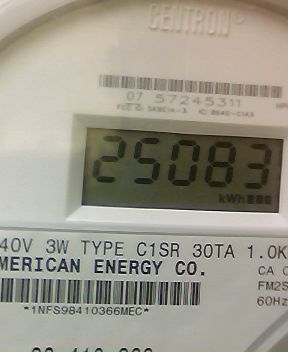 CENTRON®
07 57245311
25083
kWh
40V 3W TYPE C1SR 30TA 1.0K
MERICAN ENERGY CO.
CA
FM2S
60Hz
*1NFS98410366MEC*